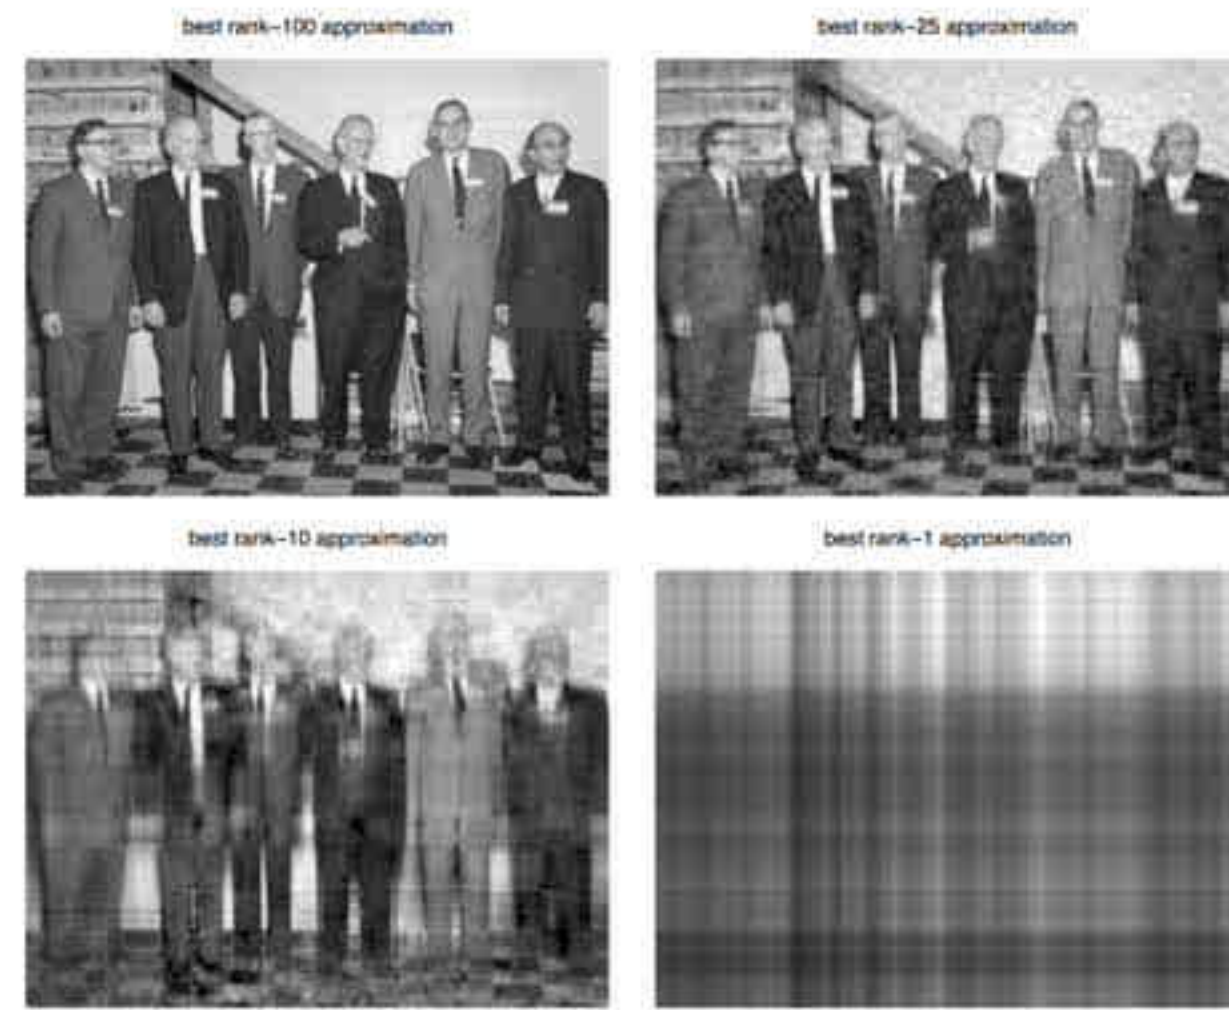 best rank-100 approximation
best rank-25 approximation
best rank-10 approximation
best rank-1 approximation